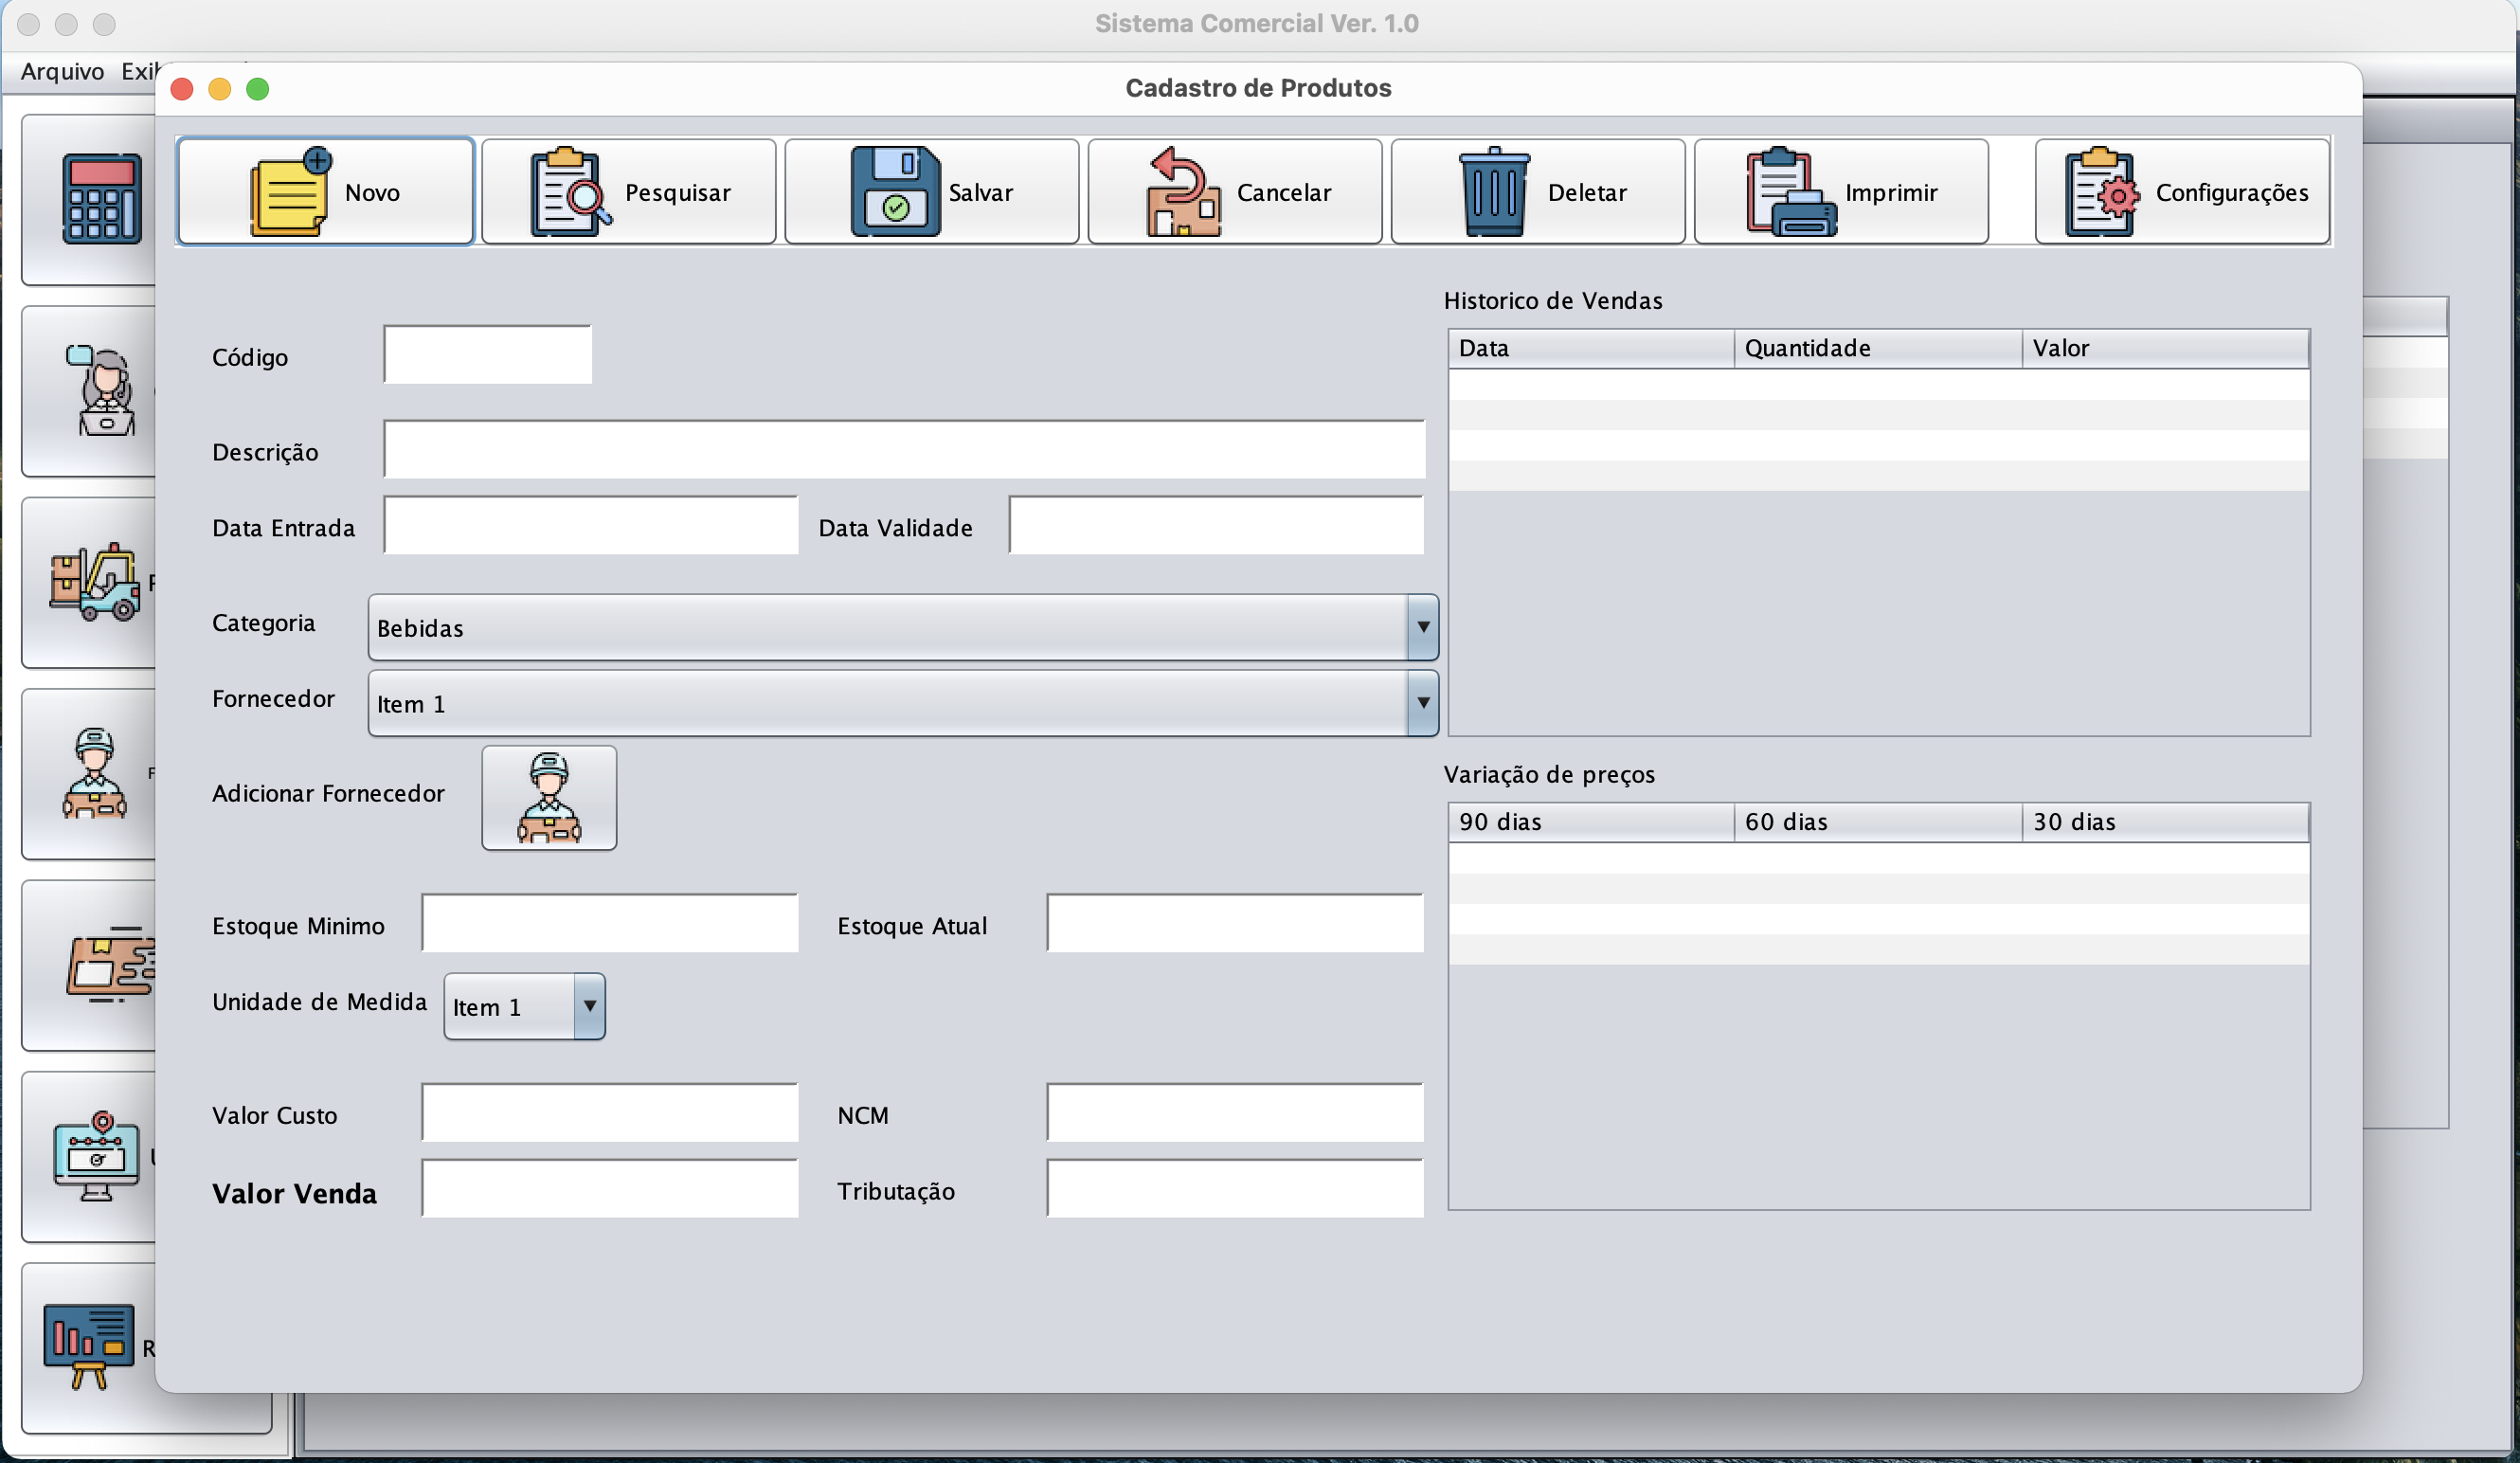 Sistema Comercial Ver. 1.0
Arquivo
Cadastro de Produtos
Novo
Pesquisar
Salvar
Cancelar
Deletar
Imprimir
Configurações
Código
Descrição
Data Entrada
Data Validade
Categoria
Bebidas
Fornecedor
Item 1
Adicionar Fornecedor
Estoque Minimo
Estoque Atual
Unidade de Medida
Item 1
Valor Custo
NCM
Valor Venda
Tributação
Historico de Vendas
Data Quantidade Valor
Variação de preços
90 dias 60 dias 30 dias